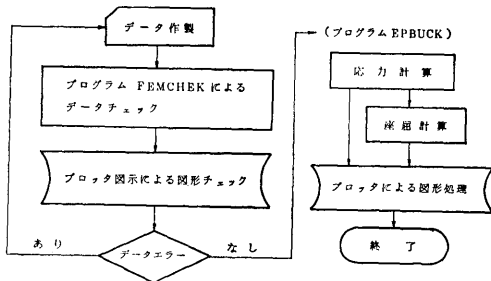 データ作製
プログラム FEMCHEK による
データチェック
プロッタ図示による図形チェック
データエラー
あり
なし
(プログラム EPBUCK)
応力計算
座屈計算
プロッタによる図形処理
終了